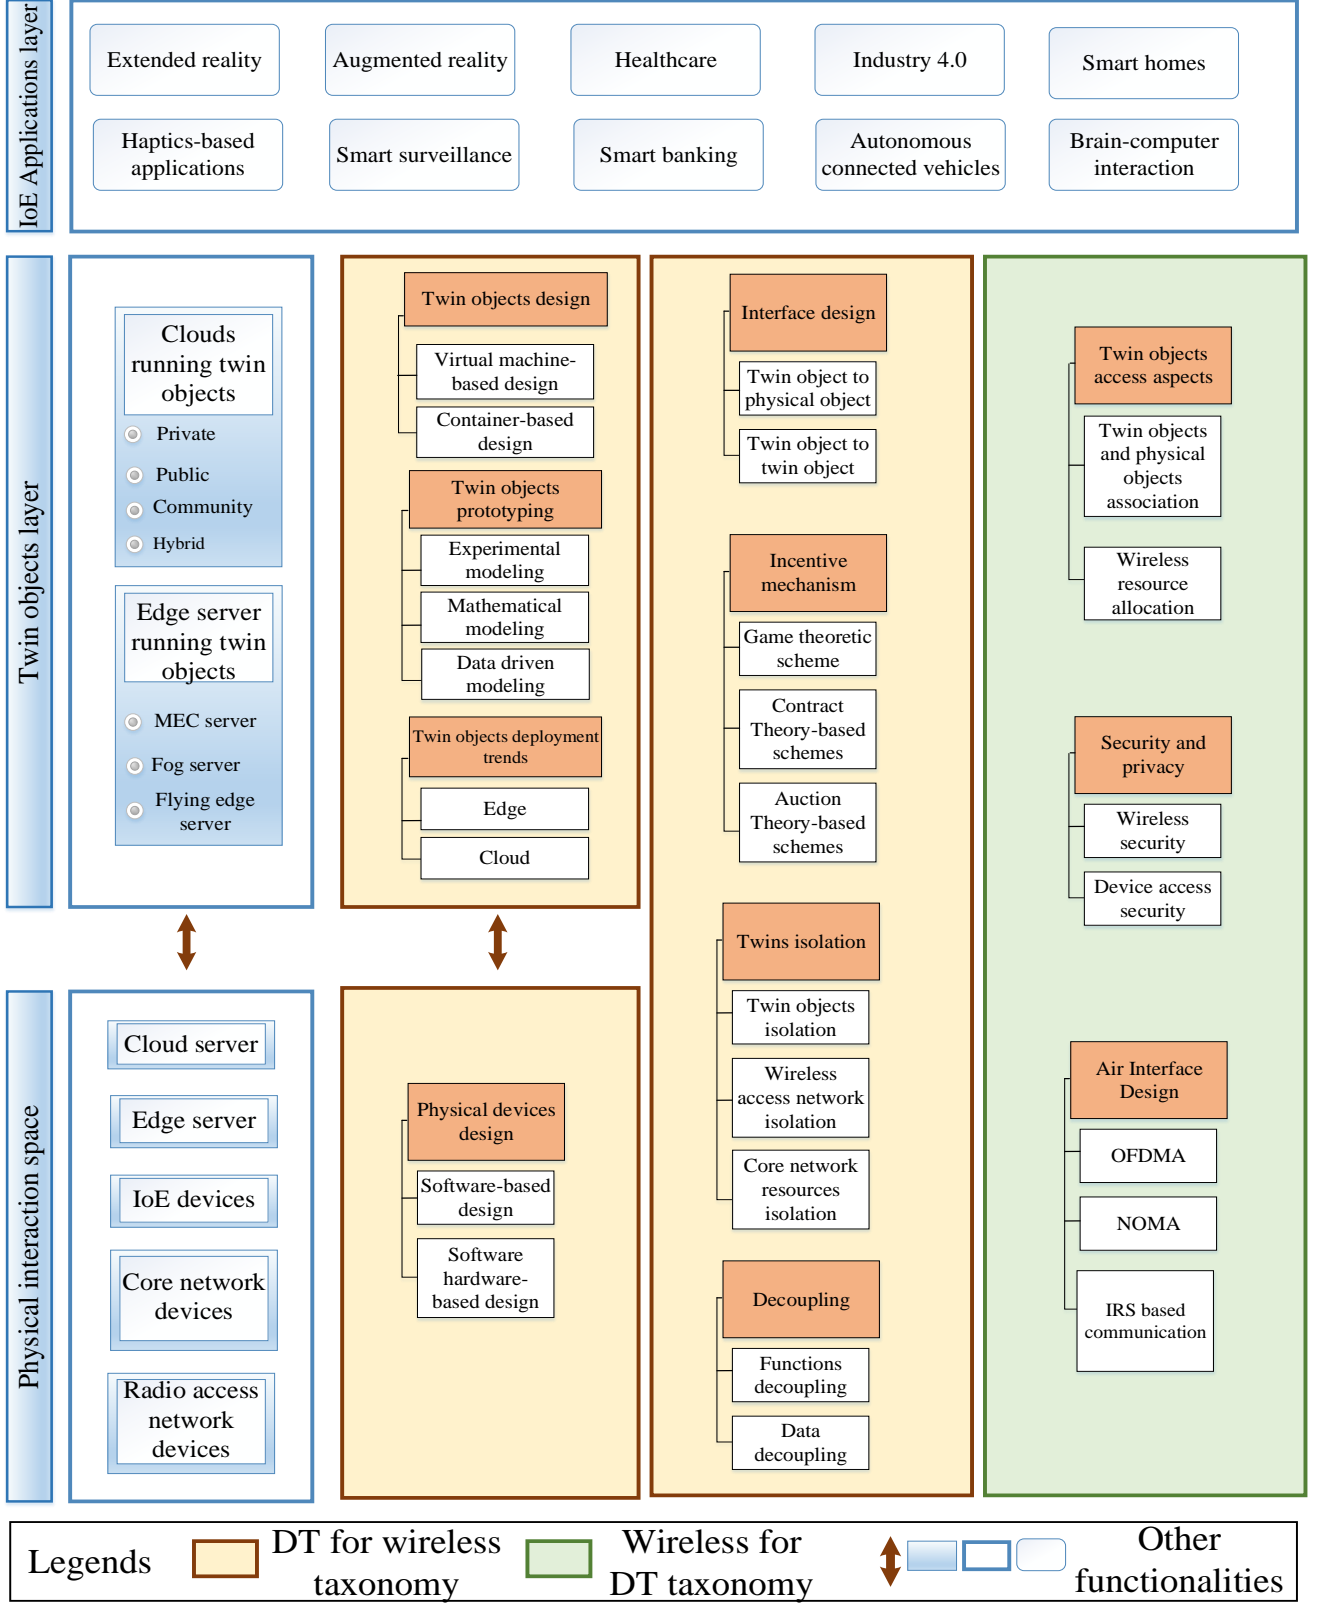 IoE Applications layer
Extended reality
Augmented reality
Healthcare
Industry 4.0
Smart homes
Haptics-based
applications
Smart surveillance
Smart banking
Autonomous
connected vehicles
Brain-computer
interaction
Twin objects layer
Clouds
running twin
objects
Private
Public
Community
Hybrid
Edge server
running twin
objects
MEC server
Fog server
Flying edge
server
Twin objects design
Virtual machine-
based design
Container-based
design
Twin objects
prototyping
Experimental
modeling
Mathematical
modeling
Data driven
modeling
Twin objects deployment
trends
Edge
Cloud
Interface design
Twin object to
physical object
Twin object to
twin object
Incentive
mechanism
Game theoretic
scheme
Contract
Theory-based
schemes
Auction
Theory-based
schemes
Twins isolation
Twin objects
isolation
Wireless
access network
isolation
Core network
resources
isolation
Decoupling
Functions
decoupling
Data
decoupling
Twin objects
access aspects
Twin objects
and physical
objects
association
Wireless
resource
allocation
Security and
privacy
Wireless
security
Device access
security
Air Interface
Design
OFDMA
NOMA
IRS based
communication
Physical interaction space
Cloud server
Edge server
IoE devices
Core network
devices
Radio access
network
devices
Physical devices
design
Software-based
design
Software
hardware-
based design
Legends
DT for wireless
taxonomy
Wireless for
DT taxonomy
Other
functionalities